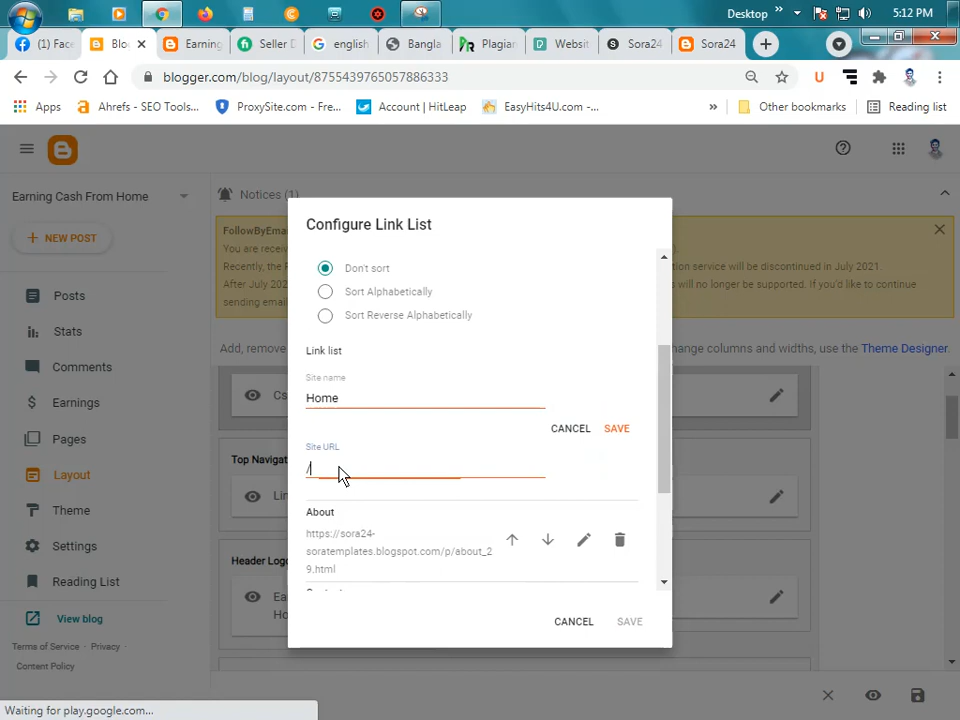 Desktop
»
5:12 PM
(1) Fac
Blo
Earning
Seller D
english
Bangla
Plagiar
Websit
Sora24
Sora24
blogger.com/blog/layout/8755439765057886333
Apps
Ahrefs - SEO Tools...
ProxySite.com - Fre...
Account | HitLeap
EasyHits4U.com -...
»
Other bookmarks
Reading list
Earning Cash From Home
NEW POST
Posts
Stats
Comments
Earnings
Pages
Layout
Theme
Settings
Reading List
View blog
Terms of Service · Privacy ·
Content Policy
Notices (1)
FollowByEmai
You are receiv
Recently, the F
tion service will be discontinued in July 2021.
After July 202
s will no longer be supported. If you'd like to continue
sending email
Add, remove
hange columns and widths, use the Theme Designer.
Cs
Top Navigat
Lin
Header Logo
Ea
Ho
Configure Link List
Don't sort
Sort Alphabetically
Sort Reverse Alphabetically
Link list
Site name
Home
CANCEL
SAVE
Site URL
/
About
https://sora24-
soratemplates.blogspot.com/p/about_2
9.html
CANCEL
SAVE
Waiting for play.google.com...